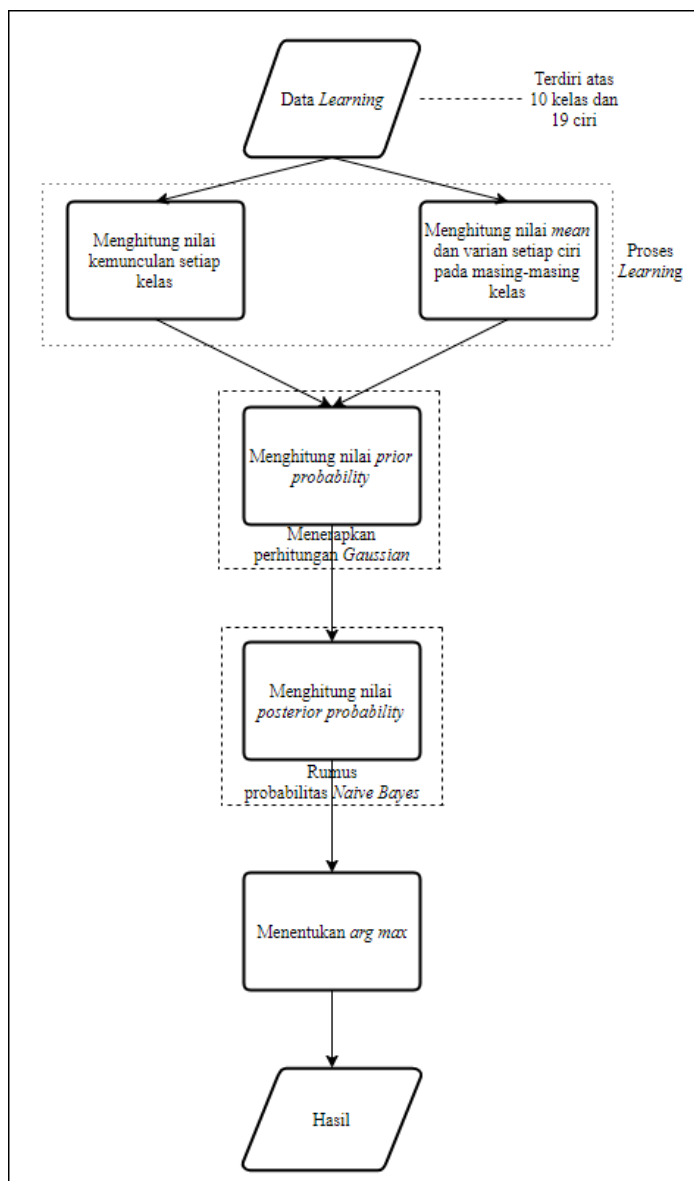 Data Learning
Terdiri atas
10 kelas dan
19 ciri
Menghitung nilai
kemunculan setiap
kelas
Menghitung nilai mean
dan varian setiap ciri
pada masing-masing
kelas
Proses
Learning
Menghitung nilai prior
probability
Menerapkan
perhitungan Gaussian
Menghitung nilai
posterior probability
Rumus
probabilitas Naive Bayes
Menentukan arg max
Hasil